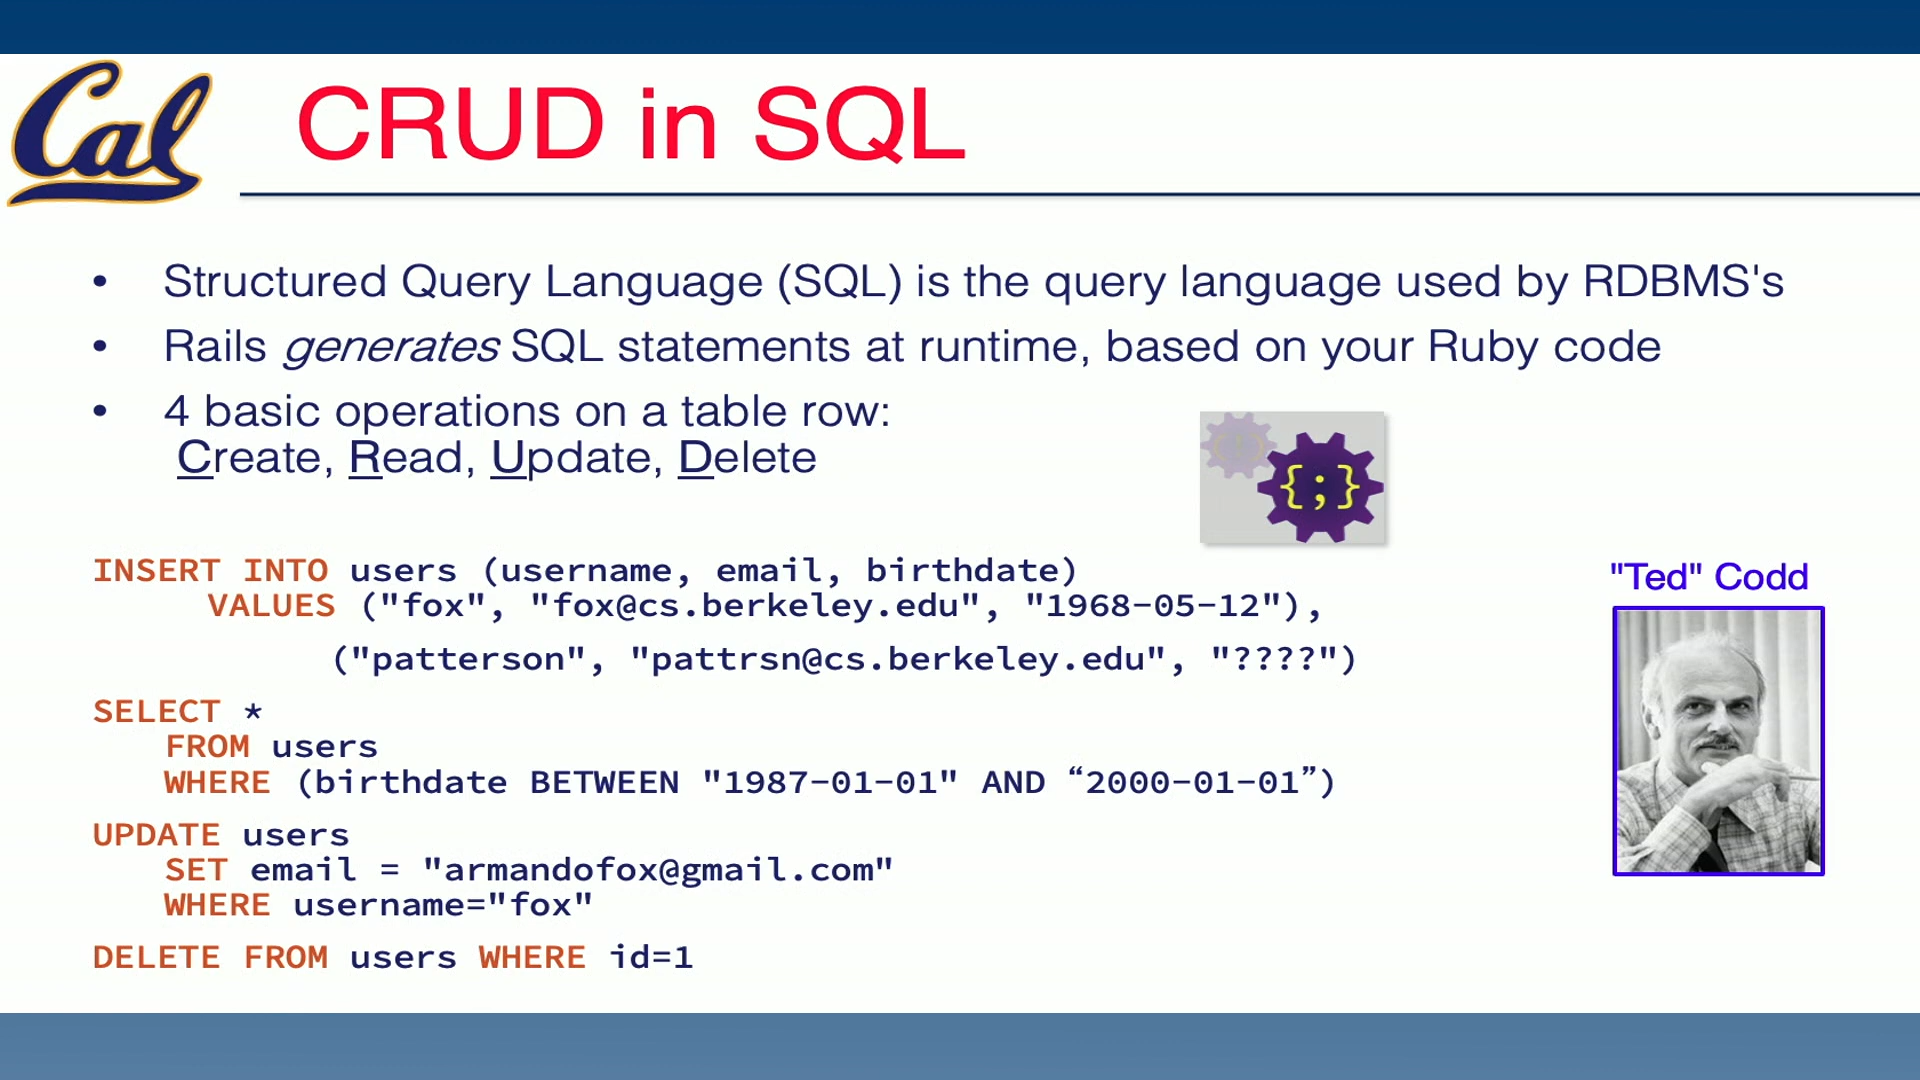 Cal
CRUD in SQL
• Structured Query Language (SQL) is the query language used by RDBMS's
• Rails generates SQL statements at runtime, based on your Ruby code
• 4 basic operations on a table row:
Create, Read, Update, Delete
{;}
INSERT INTO users (username, email, birthdate)
VALUES ("fox", "fox@cs.berkeley.edu", "1968-05-12"),
("patterson", "pattrsn@cs.berkeley.edu", "????")
SELECT *
FROM users
WHERE (birthdate BETWEEN "1987-01-01" AND “2000-01-01”)
UPDATE users
SET email = "armandofox@gmail.com"
WHERE username="fox"
DELETE FROM users WHERE id=1
"Ted" Codd